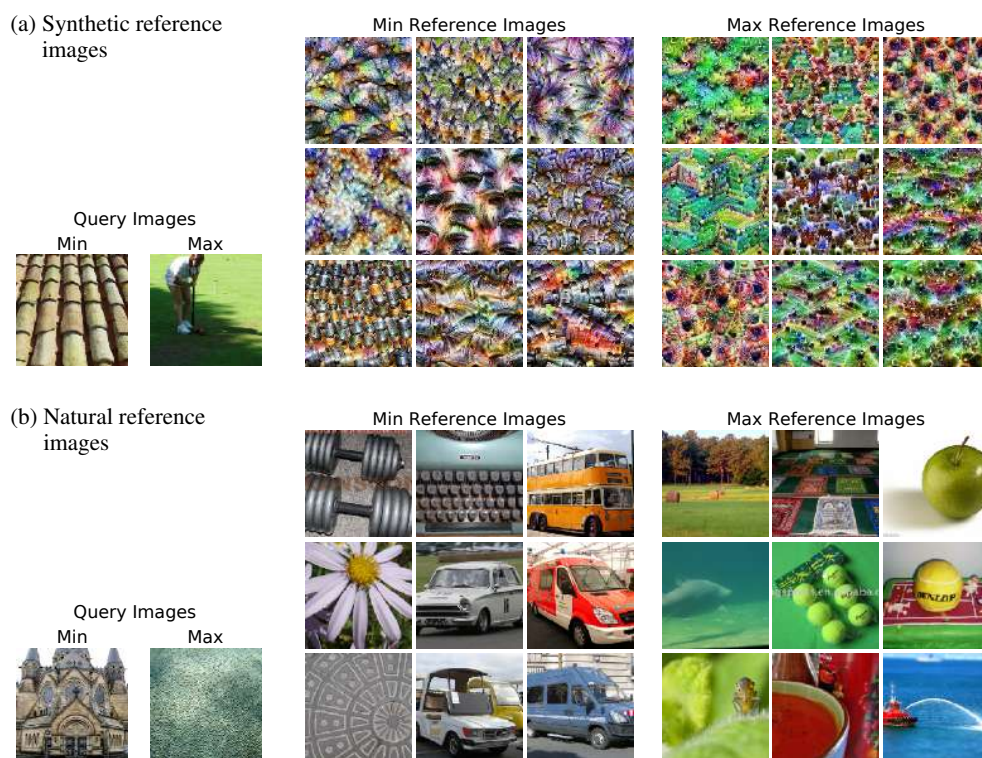 (a) Synthetic reference
images
Min Reference Images
Max Reference Images
Query Images
Min
Max
(b) Natural reference
images
Min Reference Images
Max Reference Images
DUNLOP
Query Images
Min
Max